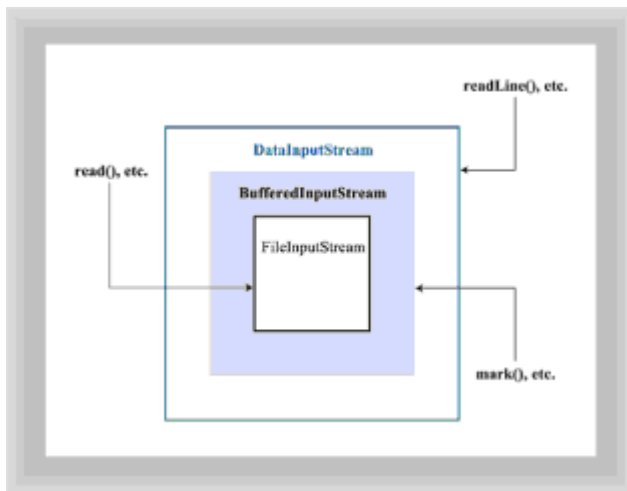 readLine(), etc.
DataInputStream
read(), etc.
BufferedInputStream
FileInputStream
mark(), etc.